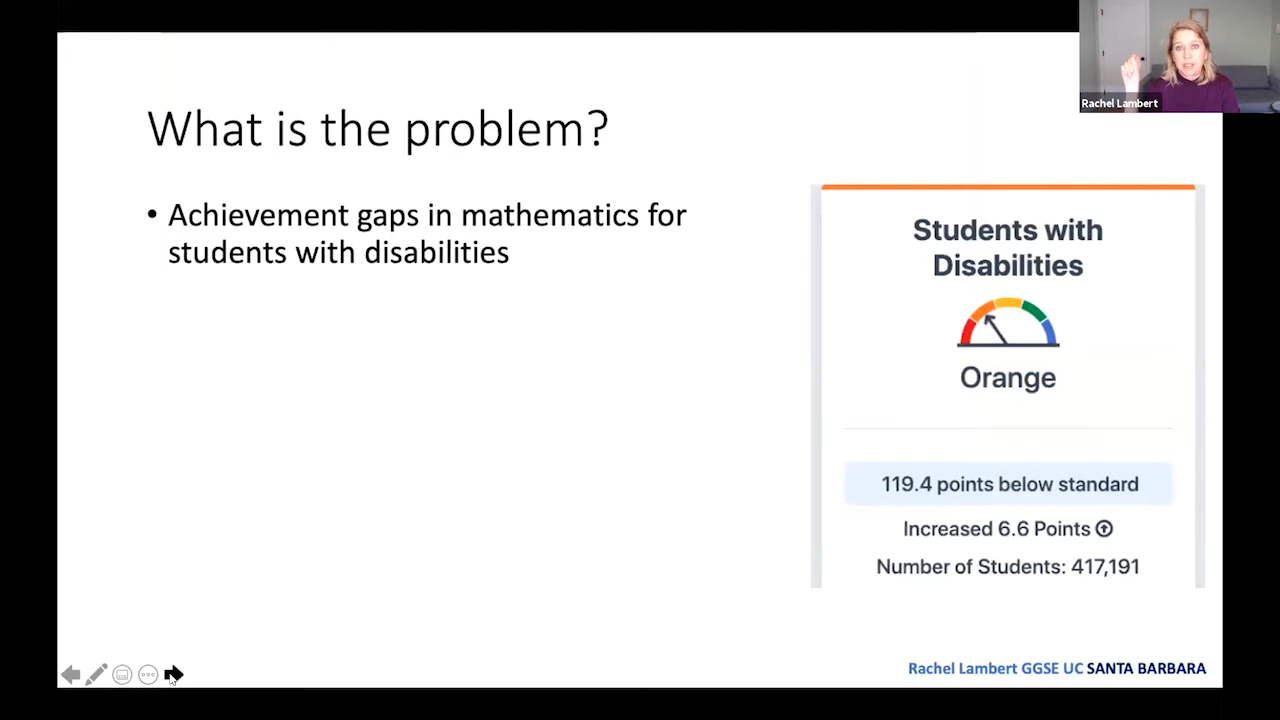 Rachel Lambert
What is the problem?
• Achievement gaps in mathematics for
students with disabilities
Students with
Disabilities
Orange
119.4 points below standard
Increased 6.6 Points
Number of Students: 417,191
Rachel Lambert GGSE UC SANTA BARBARA